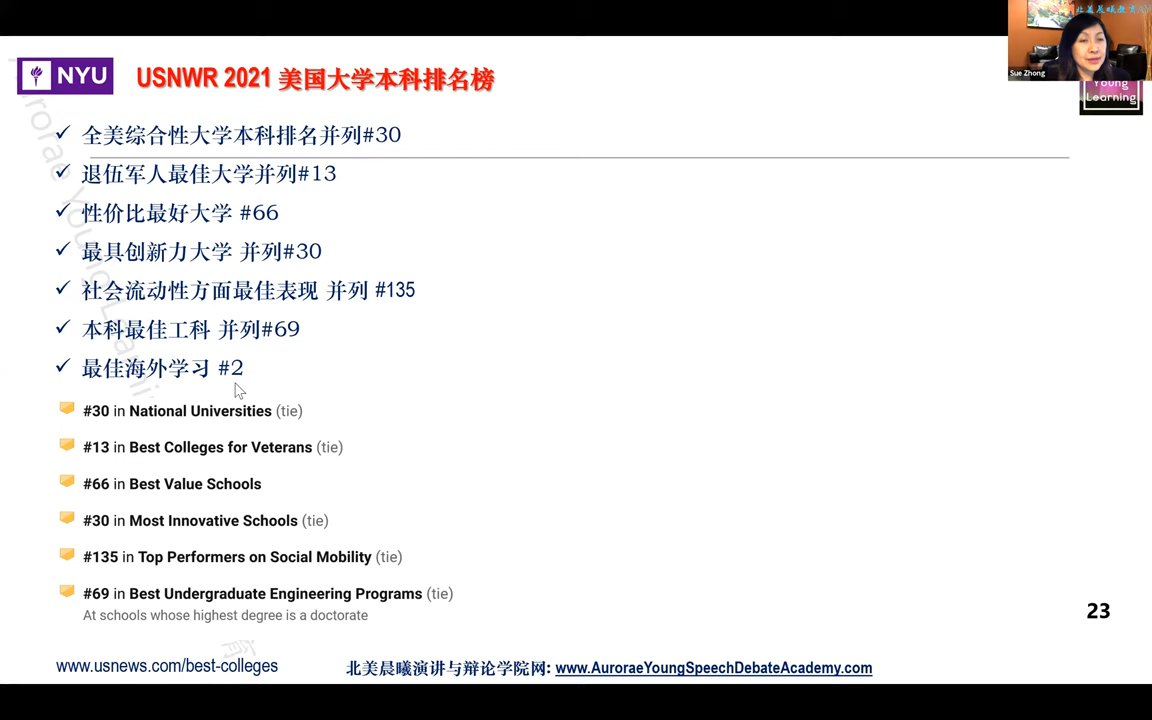 北美晨曦教育
Sue Zhong
Young
Learning
NYU
USNWR 2021 美国大学本科排名榜
全美综合性大学本科排名并列#30
退伍军人最佳大学并列#13
性价比最好大学 #66
最具创新力大学 并列#30
社会流动性方面最佳表现 并列 #135
本科最佳工科 并列#69
最佳海外学习 #2
#30 in National Universities (tie)
#13 in Best Colleges for Veterans (tie)
#66 in Best Value Schools
#30 in Most Innovative Schools (tie)
#135 in Top Performers on Social Mobility (tie)
#69 in Best Undergraduate Engineering Programs (tie)
At schools whose highest degree is a doctorate
23
www.usnews.com/best-colleges
北美晨曦演讲与辩论学院网: www.AuroraeYoungSpeechDebateAcademy.com